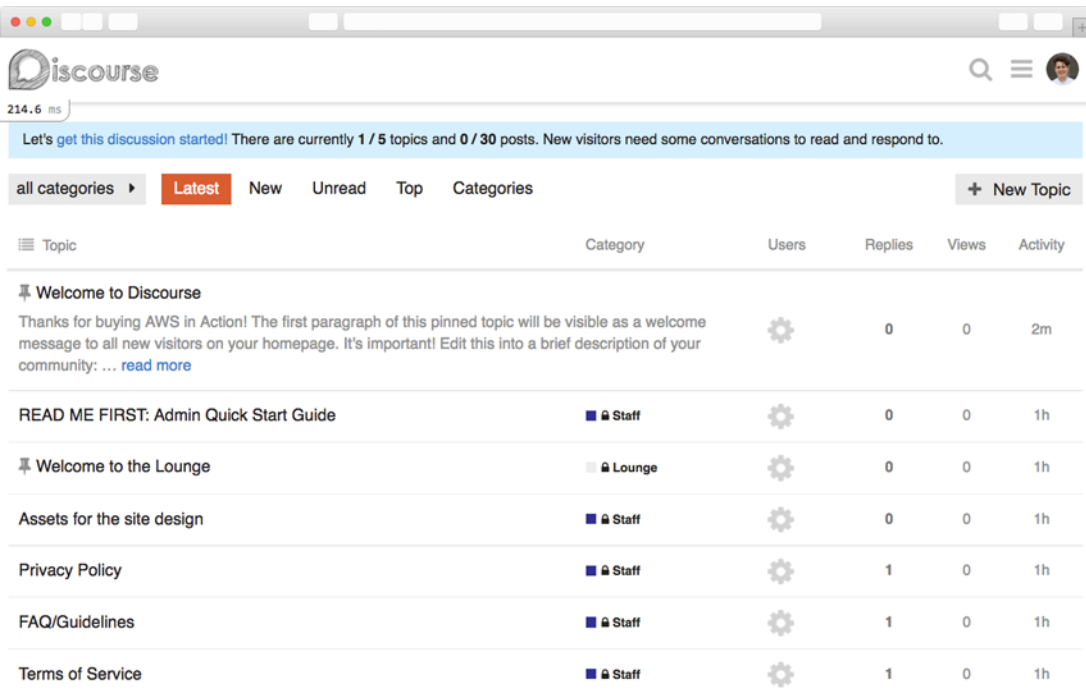 Discourse
214.6 ms
Let's get this discussion started! There are currently 1 / 5 topics and 0 / 30 posts. New visitors need some conversations to read and respond to.
all categories Latest New Unread Top Categories + New Topic
Topic Category Users Replies Views Activity
Welcome to Discourse
Thanks for buying AWS in Action! The first paragraph of this pinned topic will be visible as a welcome
message to all new visitors on your homepage. It's important! Edit this into a brief description of your
community: … read more
0 0 2m
READ ME FIRST: Admin Quick Start Guide Staff 0 0 1h
Welcome to the Lounge Lounge 0 0 1h
Assets for the site design Staff 0 0 1h
Privacy Policy Staff 1 0 1h
FAQ/Guidelines Staff 1 0 1h
Terms of Service Staff 1 0 1h